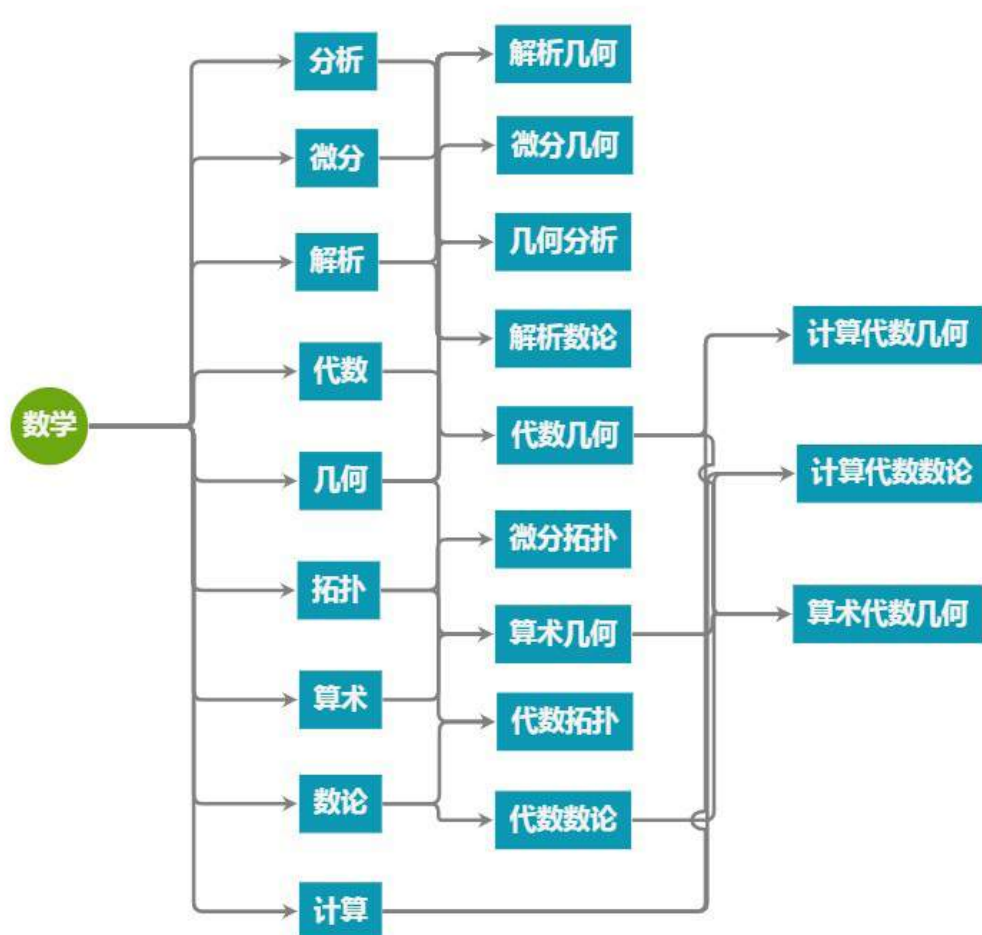 数学
分析
微分
解析
代数
几何
拓扑
算术
数论
计算
解析几何
微分几何
几何分析
解析数论
代数几何
微分拓扑
算术几何
代数拓扑
代数数论
计算代数几何
计算代数数论
算术代数几何